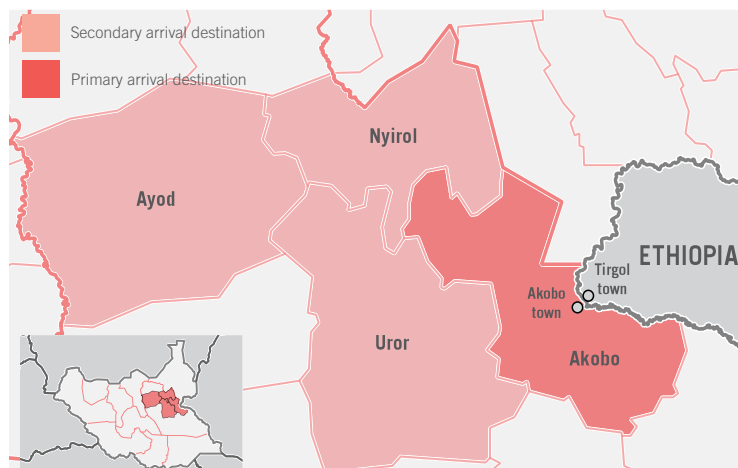 Secondary arrival destination
Primary arrival destination
Nyirol
Ayod
ETHIOPIA
Tirgol
town
Akobo
town
Uror
Akobo